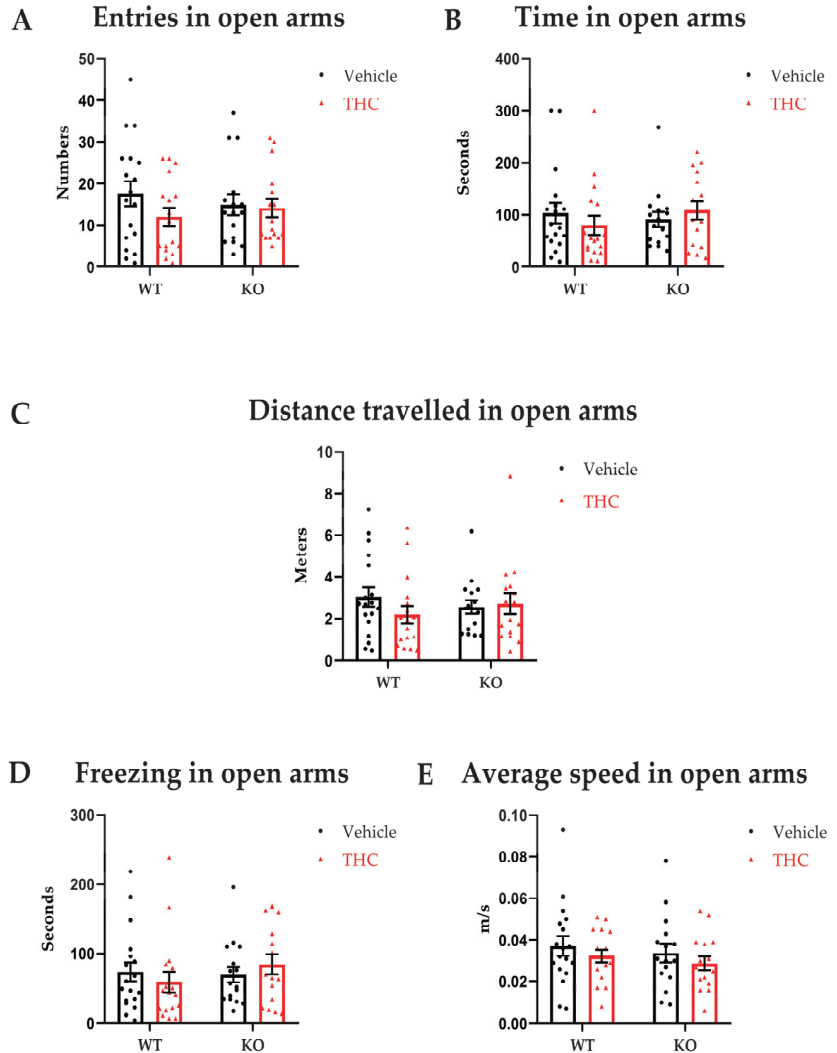 A Entries in open arms
50
40
30
20
10
0
Numbers
WT KO
Vehicle
THC
B Time in open arms
400
300
200
100
0
Seconds
WT KO
Vehicle
THC
C Distance travelled in open arms
10
8
6
4
2
0
Meters
WT KO
Vehicle
THC
D Freezing in open arms
300
200
100
0
Seconds
WT KO
Vehicle
THC
E Average speed in open arms
0.10
0.08
0.06
0.04
0.02
0.00
m/s
WT KO
Vehicle
THC